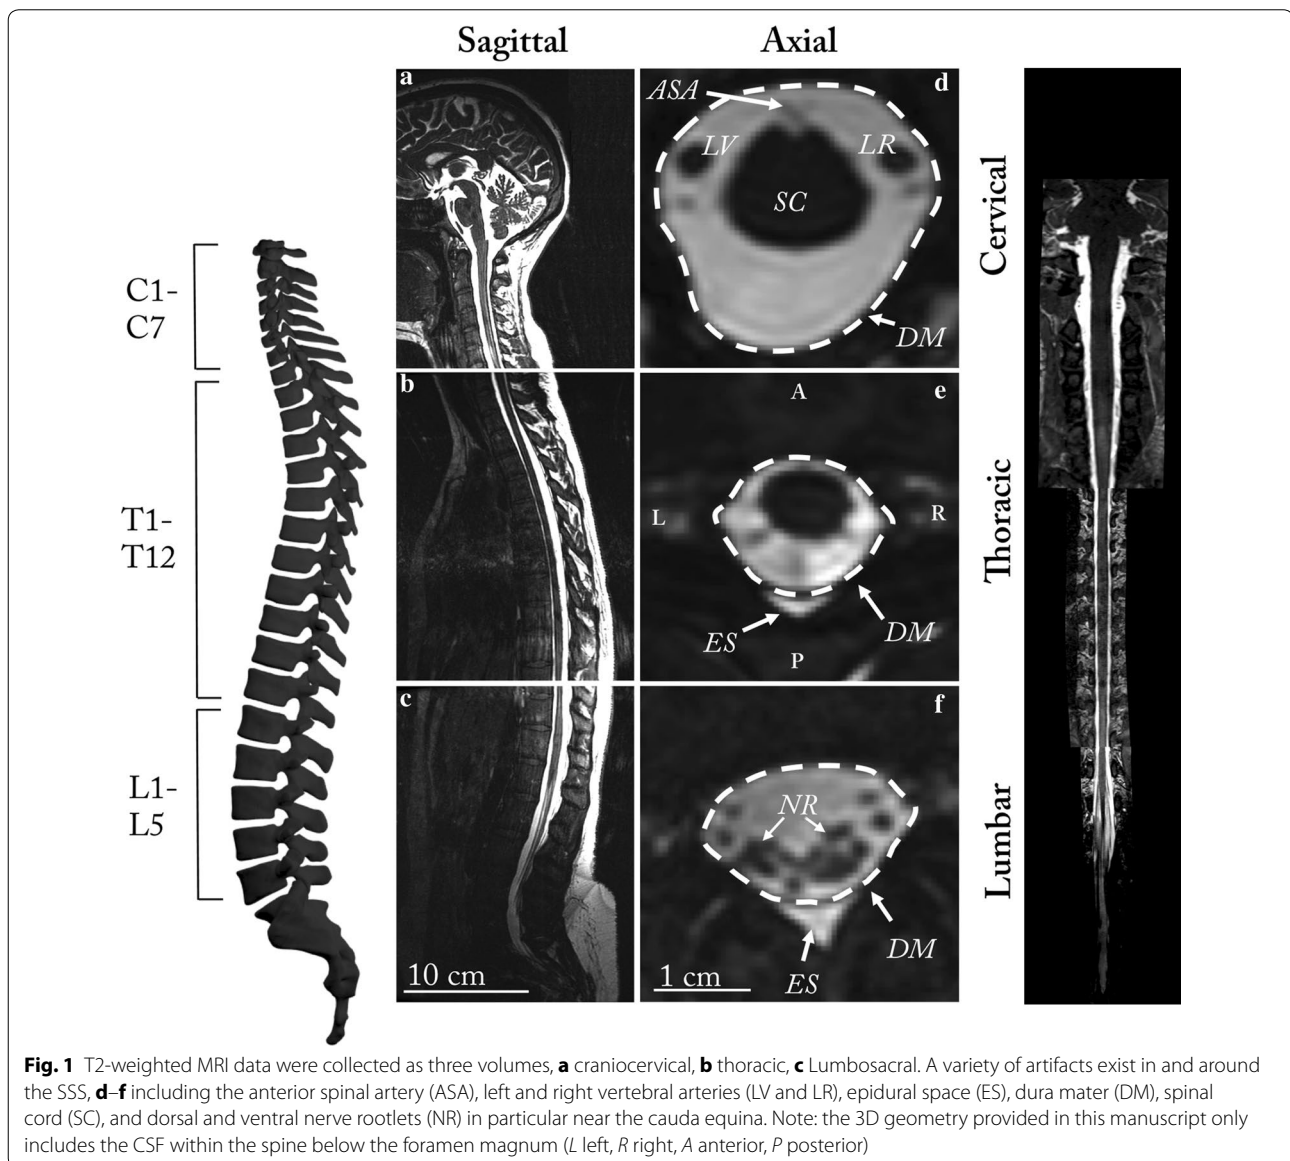 Sagittal
Axial
C1-
C7
T1-
T12
L1-
L5
a
b
c
10 cm
ASA
d
LV
LR
SC
DM
A
e
L
R
ES
DM
P
f
NR
DM
ES
1 cm
Cervical
Thoracic
Lumbar
Fig. 1 T2-weighted MRI data were collected as three volumes, a craniocervical, b thoracic, c Lumbosacral. A variety of artifacts exist in and around
the SSS, d–f including the anterior spinal artery (ASA), left and right vertebral arteries (LV and LR), epidural space (ES), dura mater (DM), spinal
cord (SC), and dorsal and ventral nerve rootlets (NR) in particular near the cauda equina. Note: the 3D geometry provided in this manuscript only
includes the CSF within the spine below the foramen magnum (L left, R right, A anterior, P posterior)